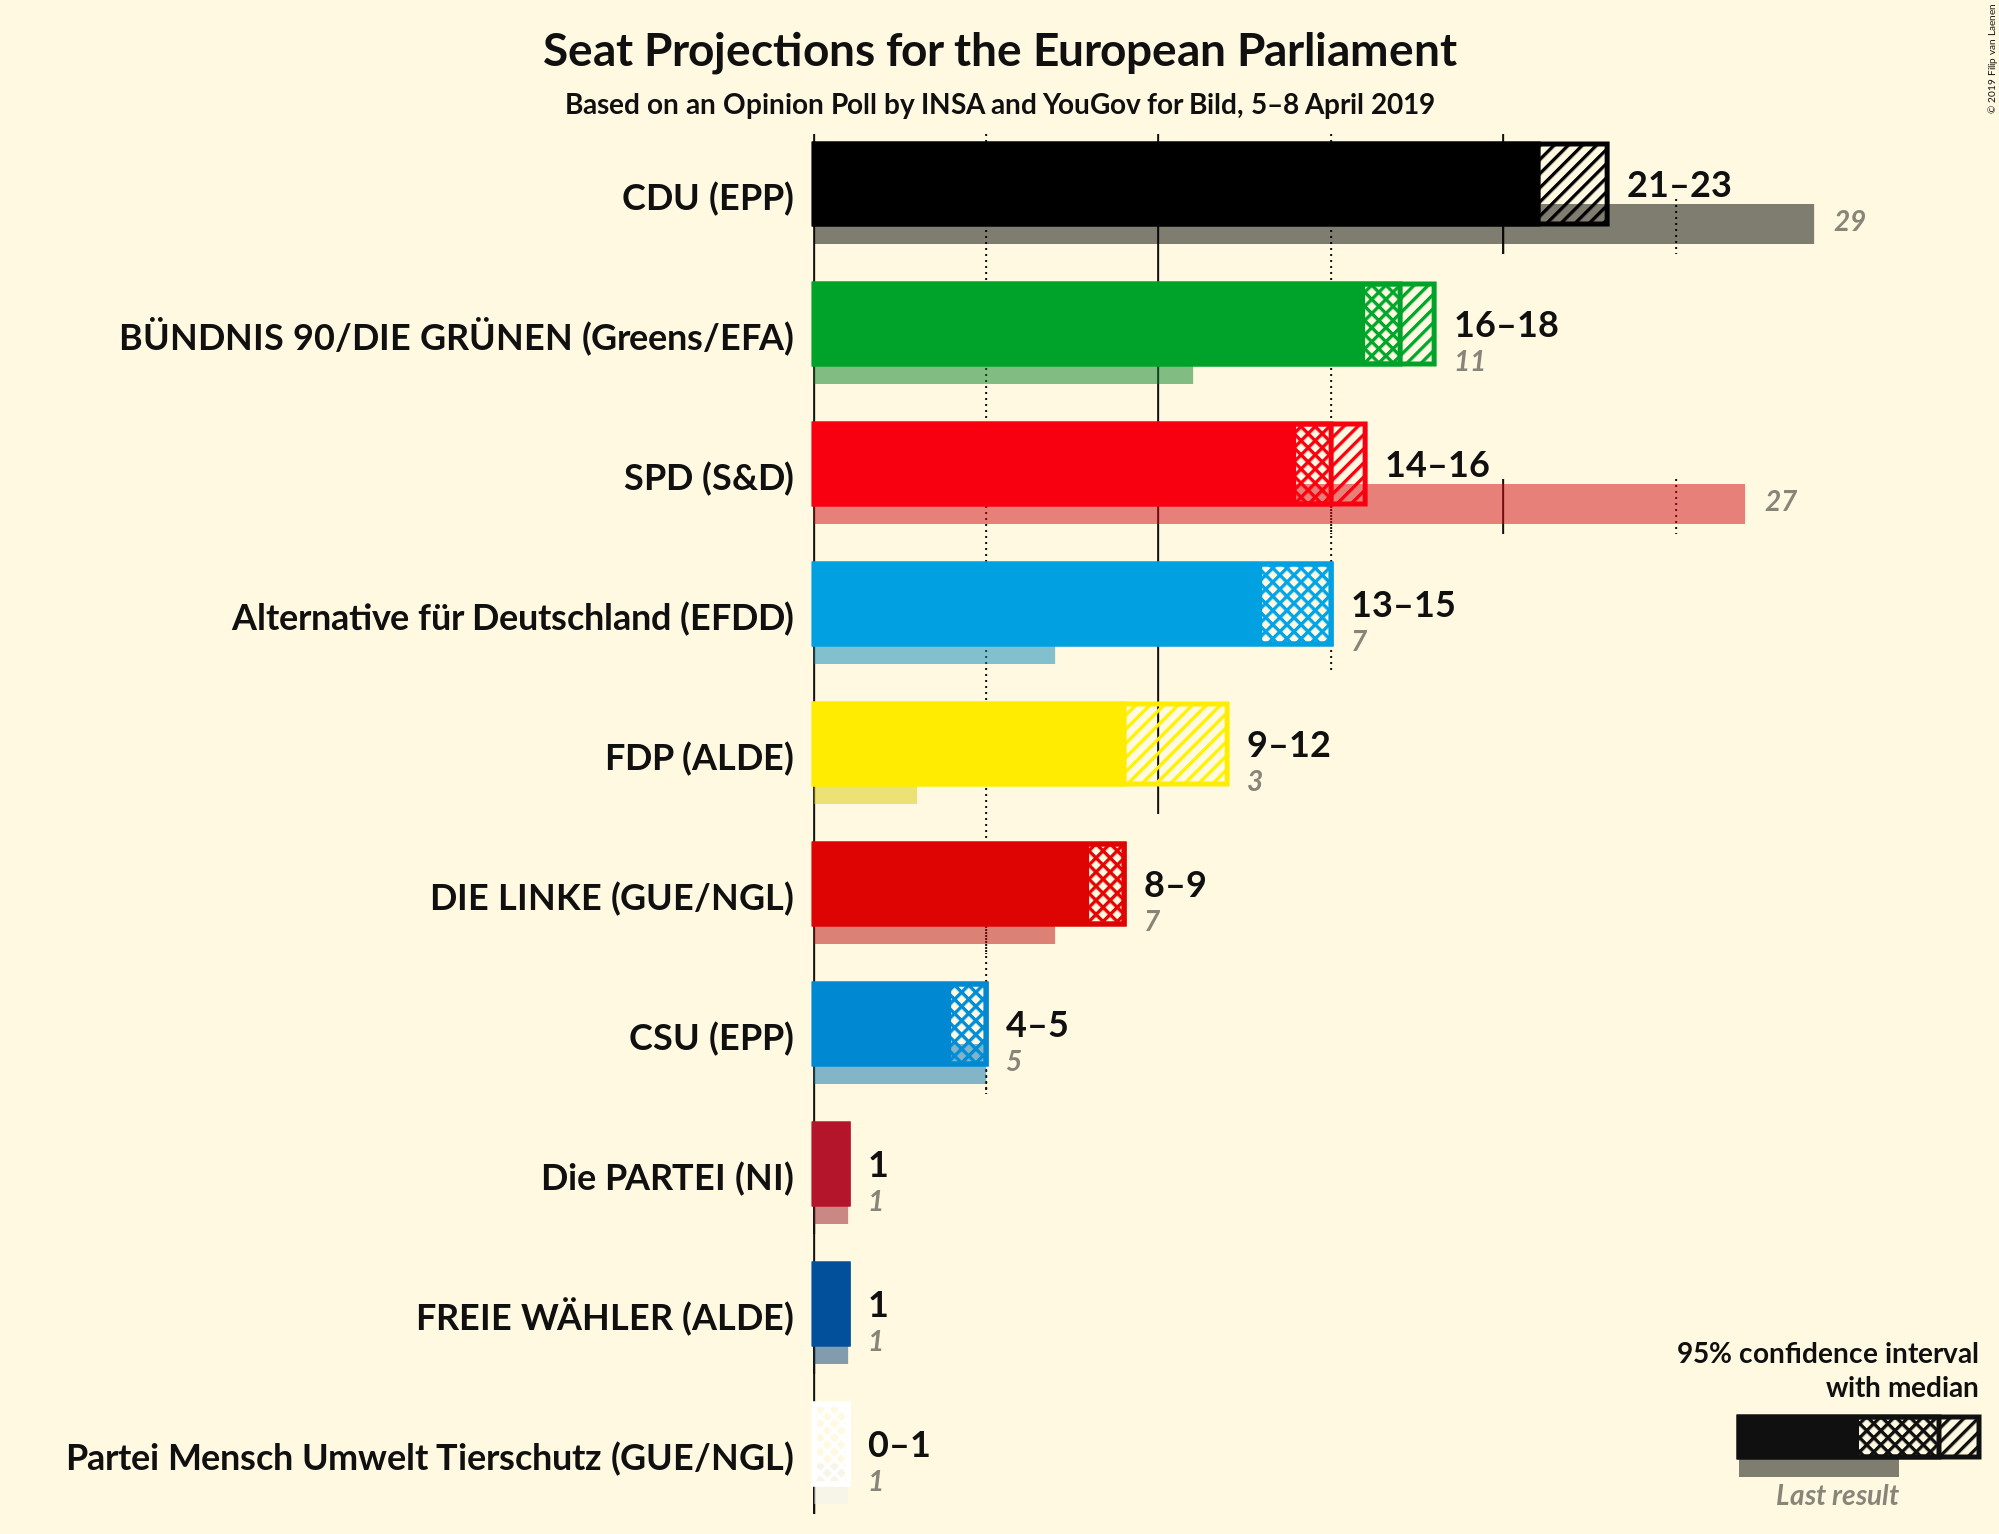 Seat Projections for the European Parliament
Based on an Opinion Poll by INSA and YouGov for Bild, 5–8 April 2019
© 2019 Filip van Laenen
CDU (EPP)
21–23
29
BÜNDNIS 90/DIE GRÜNEN (Greens/EFA)
16–18
11
SPD (S&D)
14–16
27
Alternative für Deutschland (EFDD)
13–15
7
FDP (ALDE)
9–12
3
DIE LINKE (GUE/NGL)
8–9
7
CSU (EPP)
4–5
5
Die PARTEI (NI)
1
1
FREIE WÄHLER (ALDE)
1
1
Partei Mensch Umwelt Tierschutz (GUE/NGL)
0–1
1
95% confidence interval
with median
Last result